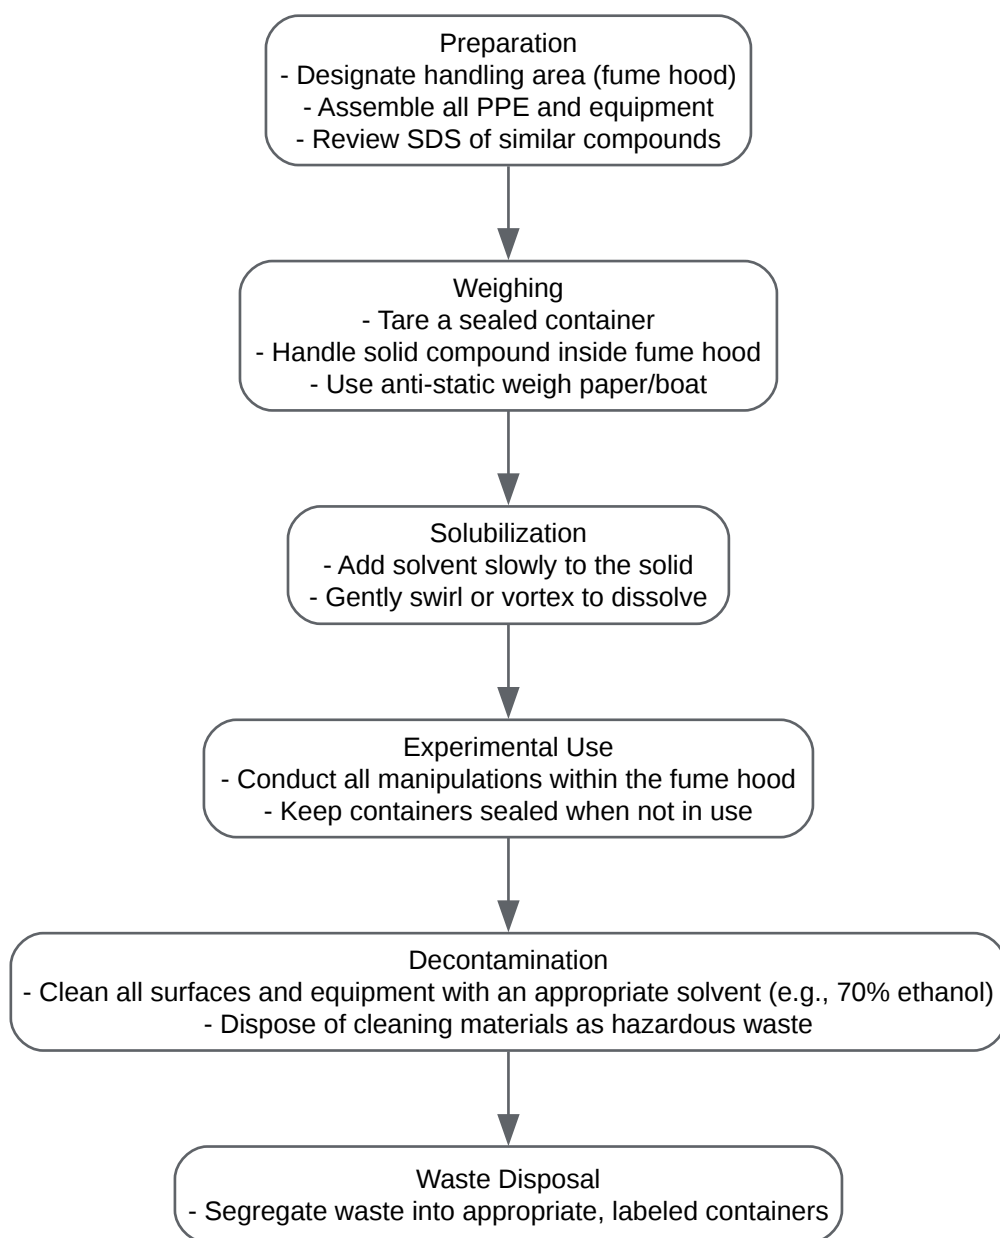 Preparation
- Designate handling area (fume hood)
- Assemble all PPE and equipment
- Review SDS of similar compounds
Weighing
- Tare a sealed container
- Handle solid compound inside fume hood
- Use anti-static weigh paper/boat
Solubilization
- Add solvent slowly to the solid
- Gently swirl or vortex to dissolve
Experimental Use
- Conduct all manipulations within the fume hood
- Keep containers sealed when not in use
Decontamination
- Clean all surfaces and equipment with an appropriate solvent (e.g., 70% ethanol)
- Dispose of cleaning materials as hazardous waste
Waste Disposal
- Segregate waste into appropriate, labeled containers